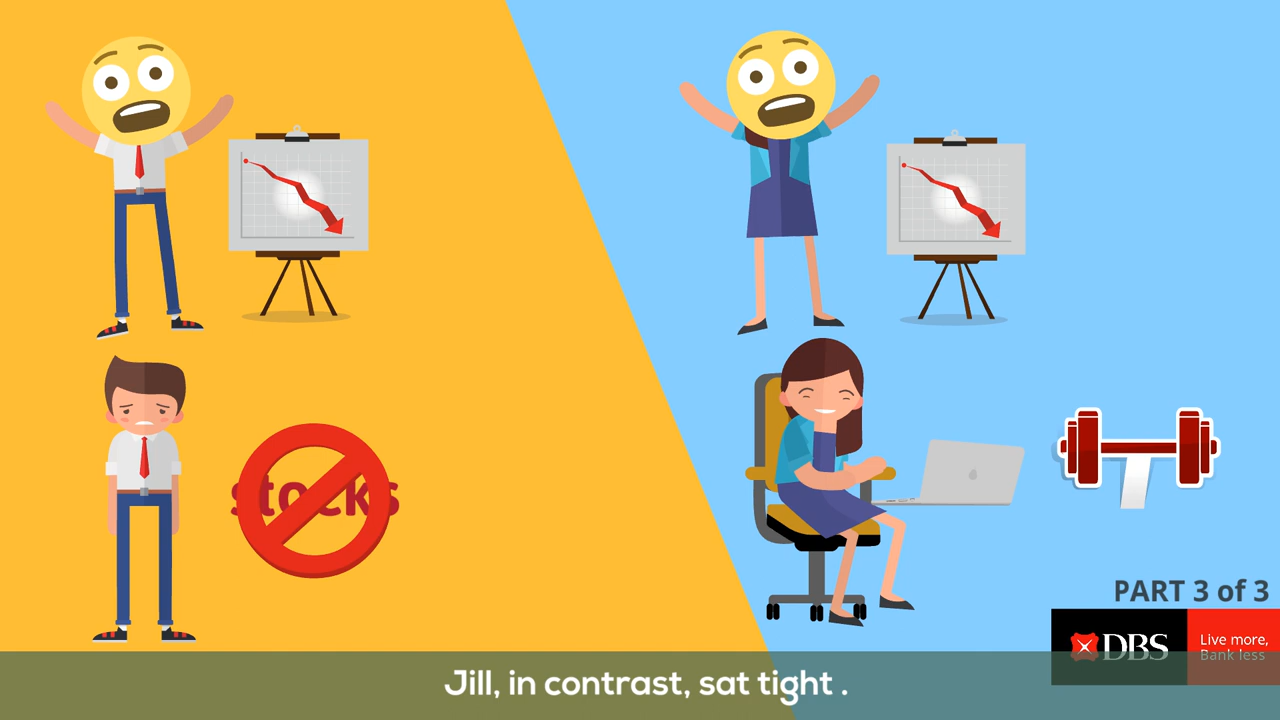 stocks
PART 3 of 3
DBS
Live more,
Bank less
Jill, in contrast, sat tight .